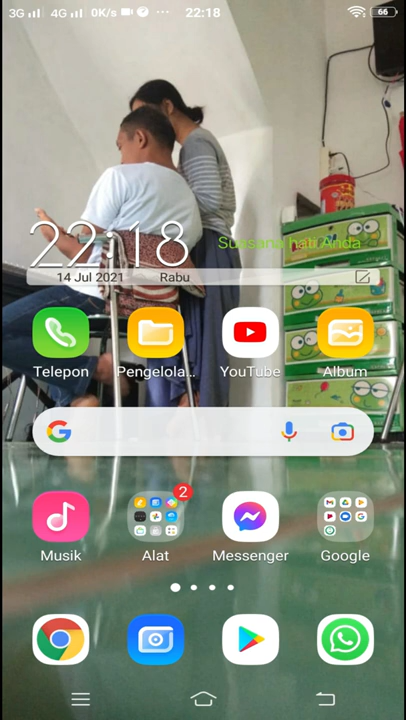 3G 4G 0K/s ... 22:18 66
22:18
Suasana hati Anda
14 Jul 2021 Rabu
Telepon Pengelola... YouTube Album
2
Musik Alat Messenger Google